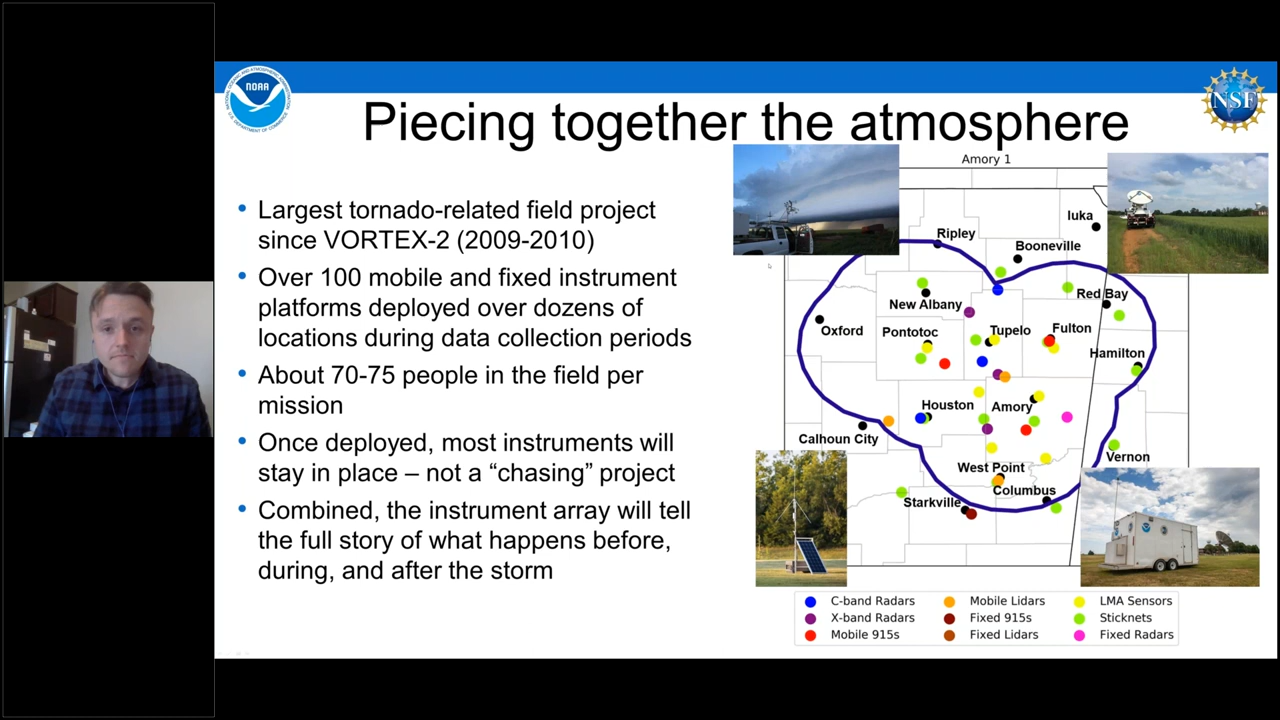 NOAA
NSF
Piecing together the atmosphere
Largest tornado-related field project
since VORTEX-2 (2009-2010)
Over 100 mobile and fixed instrument
platforms deployed over dozens of
locations during data collection periods
About 70-75 people in the field per
mission
Once deployed, most instruments will
stay in place – not a “chasing” project
Combined, the instrument array will tell
the full story of what happens before,
during, and after the storm
Amory 1
Iuka
Ripley
Booneville
New Albany
Red Bay
Oxford
Pontotoc
Tupelo
Fulton
Hamilton
Houston
Amory
Calhoun City
Vernon
West Point
Columbus
Starkville
C-band Radars
X-band Radars
Mobile 915s
Mobile Lidars
Fixed 915s
Fixed Lidars
LMA Sensors
Sticknets
Fixed Radars